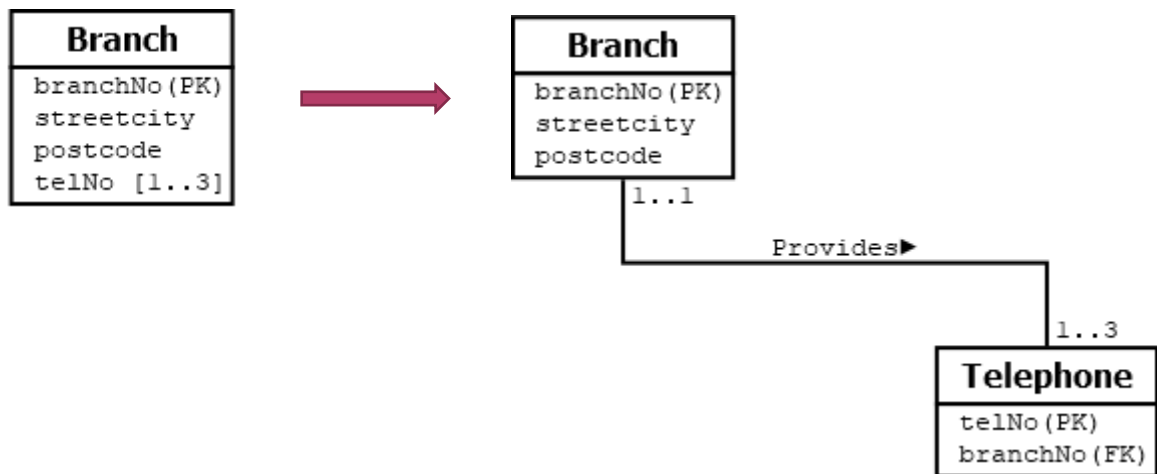 Branch
branchNo(PK)
streetcity
postcode
telNo [1..3]
Branch
branchNo(PK)
streetcity
postcode
1..1
Provides►
1..3
Telephone
telNo(PK)
branchNo(FK)